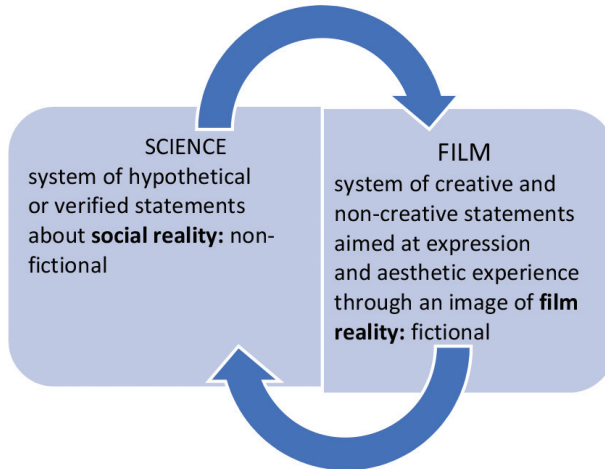 SCIENCE
system of hypothetical
or verified statements
about social reality: non-
fictional
FILM
system of creative and
non-creative statements
aimed at expression
and aesthetic experience
through an image of film
reality: fictional